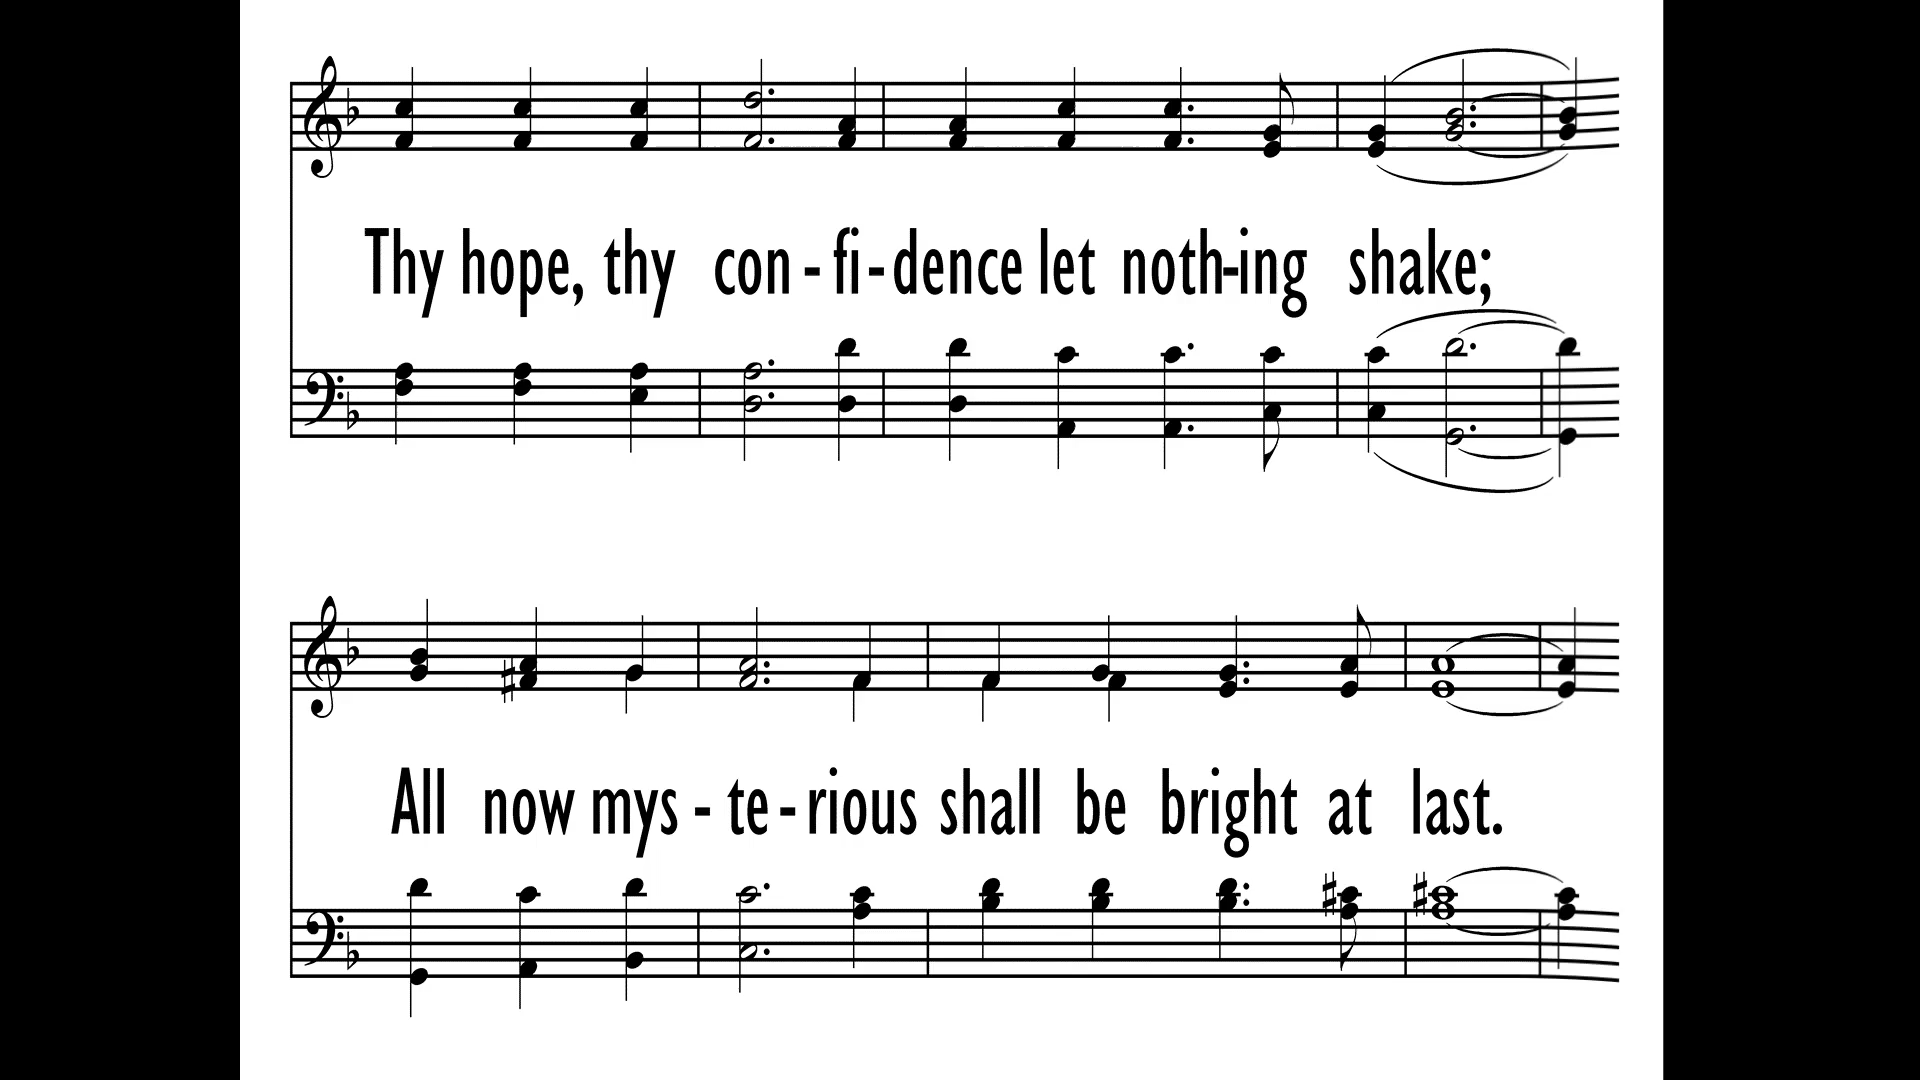 Thy hope, thy con - fi - dence let noth-ing shake;
All now mys - te - rious shall be bright at last.